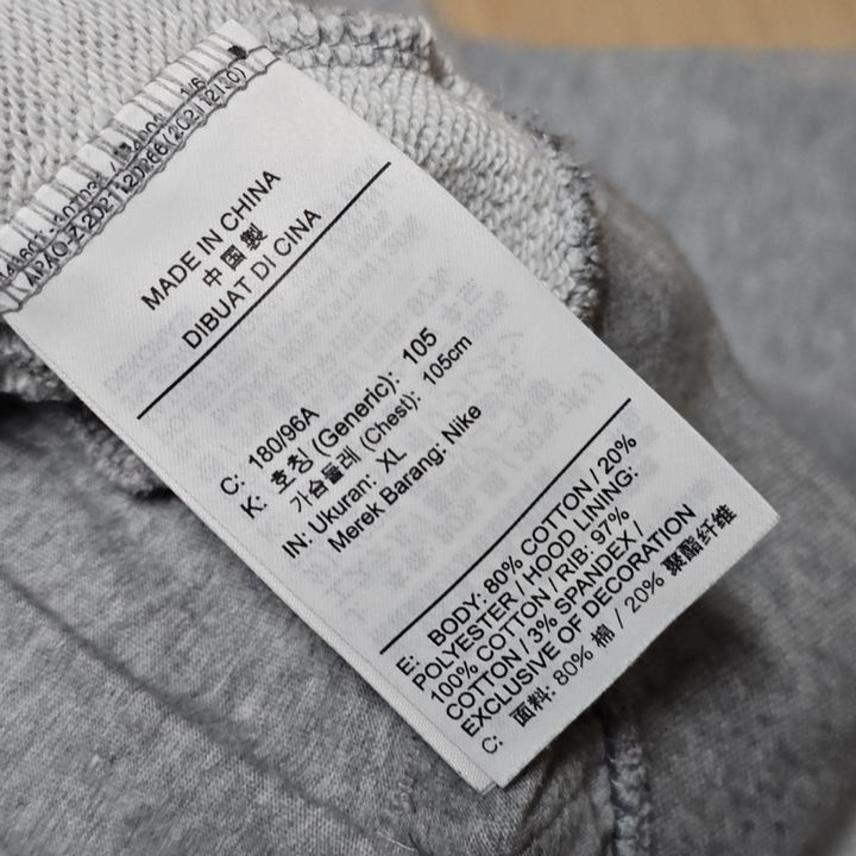 MADE IN CHINA
中国製
DIBUAT DI CINA
C: 180/96A
K: 호칭 (Generic): 105
가슴둘레 (Chest): 105cm
IN: Ukuran: XL
Merek Barang: Nike
E: BODY: 80% COTTON / 20%
POLYESTER / HOOD LINING:
100% COTTON / RIB: 97%
COTTON / 3% SPANDEX /
EXCLUSIVE OF DECORATION
C: 面料: 80% 棉 / 20% 聚酯纤维